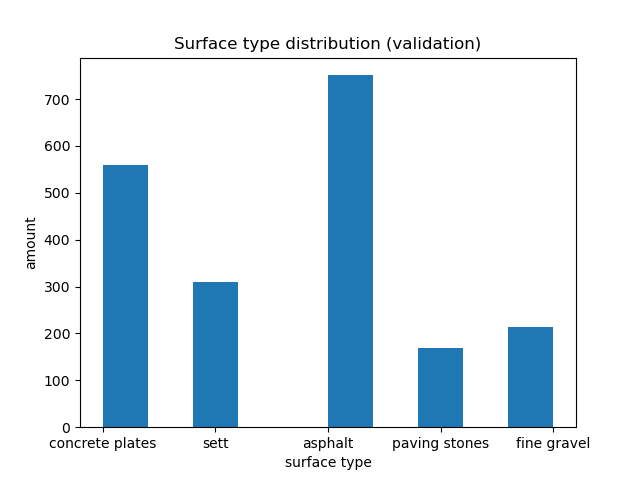 Surface type distribution (validation)
700
600
500
400
300
200
100
0
amount
concrete plates sett asphalt paving stones fine gravel
surface type